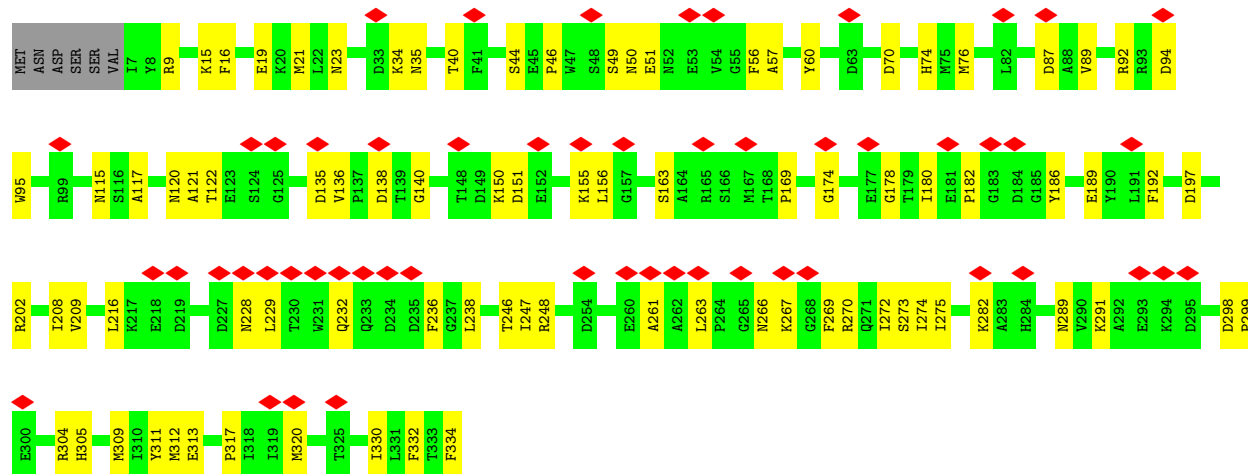 MET ASN ASP SER SER VAL I7 Y8 R9 K15 F16 E19 K20 M21 L22 N23 D33 K34 N35 T40 F41 S44 E45 P46 W47 S48 S49 N50 E51 N52 E53 V54 G55 F56 A57 Y60 D63 D70 H74 M75 M76 L82 D87 A88 V89 R92 R93 D94
W95 R99 N115 S116 A117 N120 A121 T122 E123 S124 G125 D135 V136 P137 D138 T139 G140 T148 D149 K150 D151 E152 K155 L156 G157 S163 A164 R165 S166 M167 T168 P169 G174 E177 G178 T179 I180 E181 P182 G183 D184 G185 Y186 E189 Y190 L191 F192 D197
R202 I208 V209 L216 K217 E218 D219 D227 N228 L229 T230 W231 Q232 Q233 D234 D235 F236 G237 L238 T246 I247 R248 D254 E260 A261 A262 L263 P264 G265 N266 K267 G268 F269 R270 Q271 I272 S273 I274 I275 K282 A283 H284 N289 V290 K291 A292 E293 K294 D295 D298 P299
E300 R304 H305 M309 I310 Y311 M312 E313 P317 I318 I319 M320 T325 I330 L331 F332 T333 F334